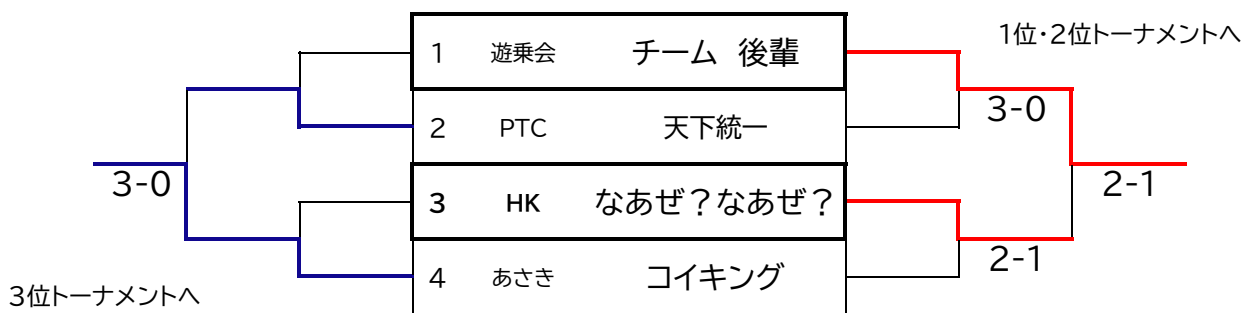 1位・2位トーナメントへ
1 遊乗会 チーム 後輩
3-0
2 PTC 天下統一
3-0
2-1
3 HK なあぜ？なあぜ？
2-1
4 あさき コイキング
3位トーナメントへ